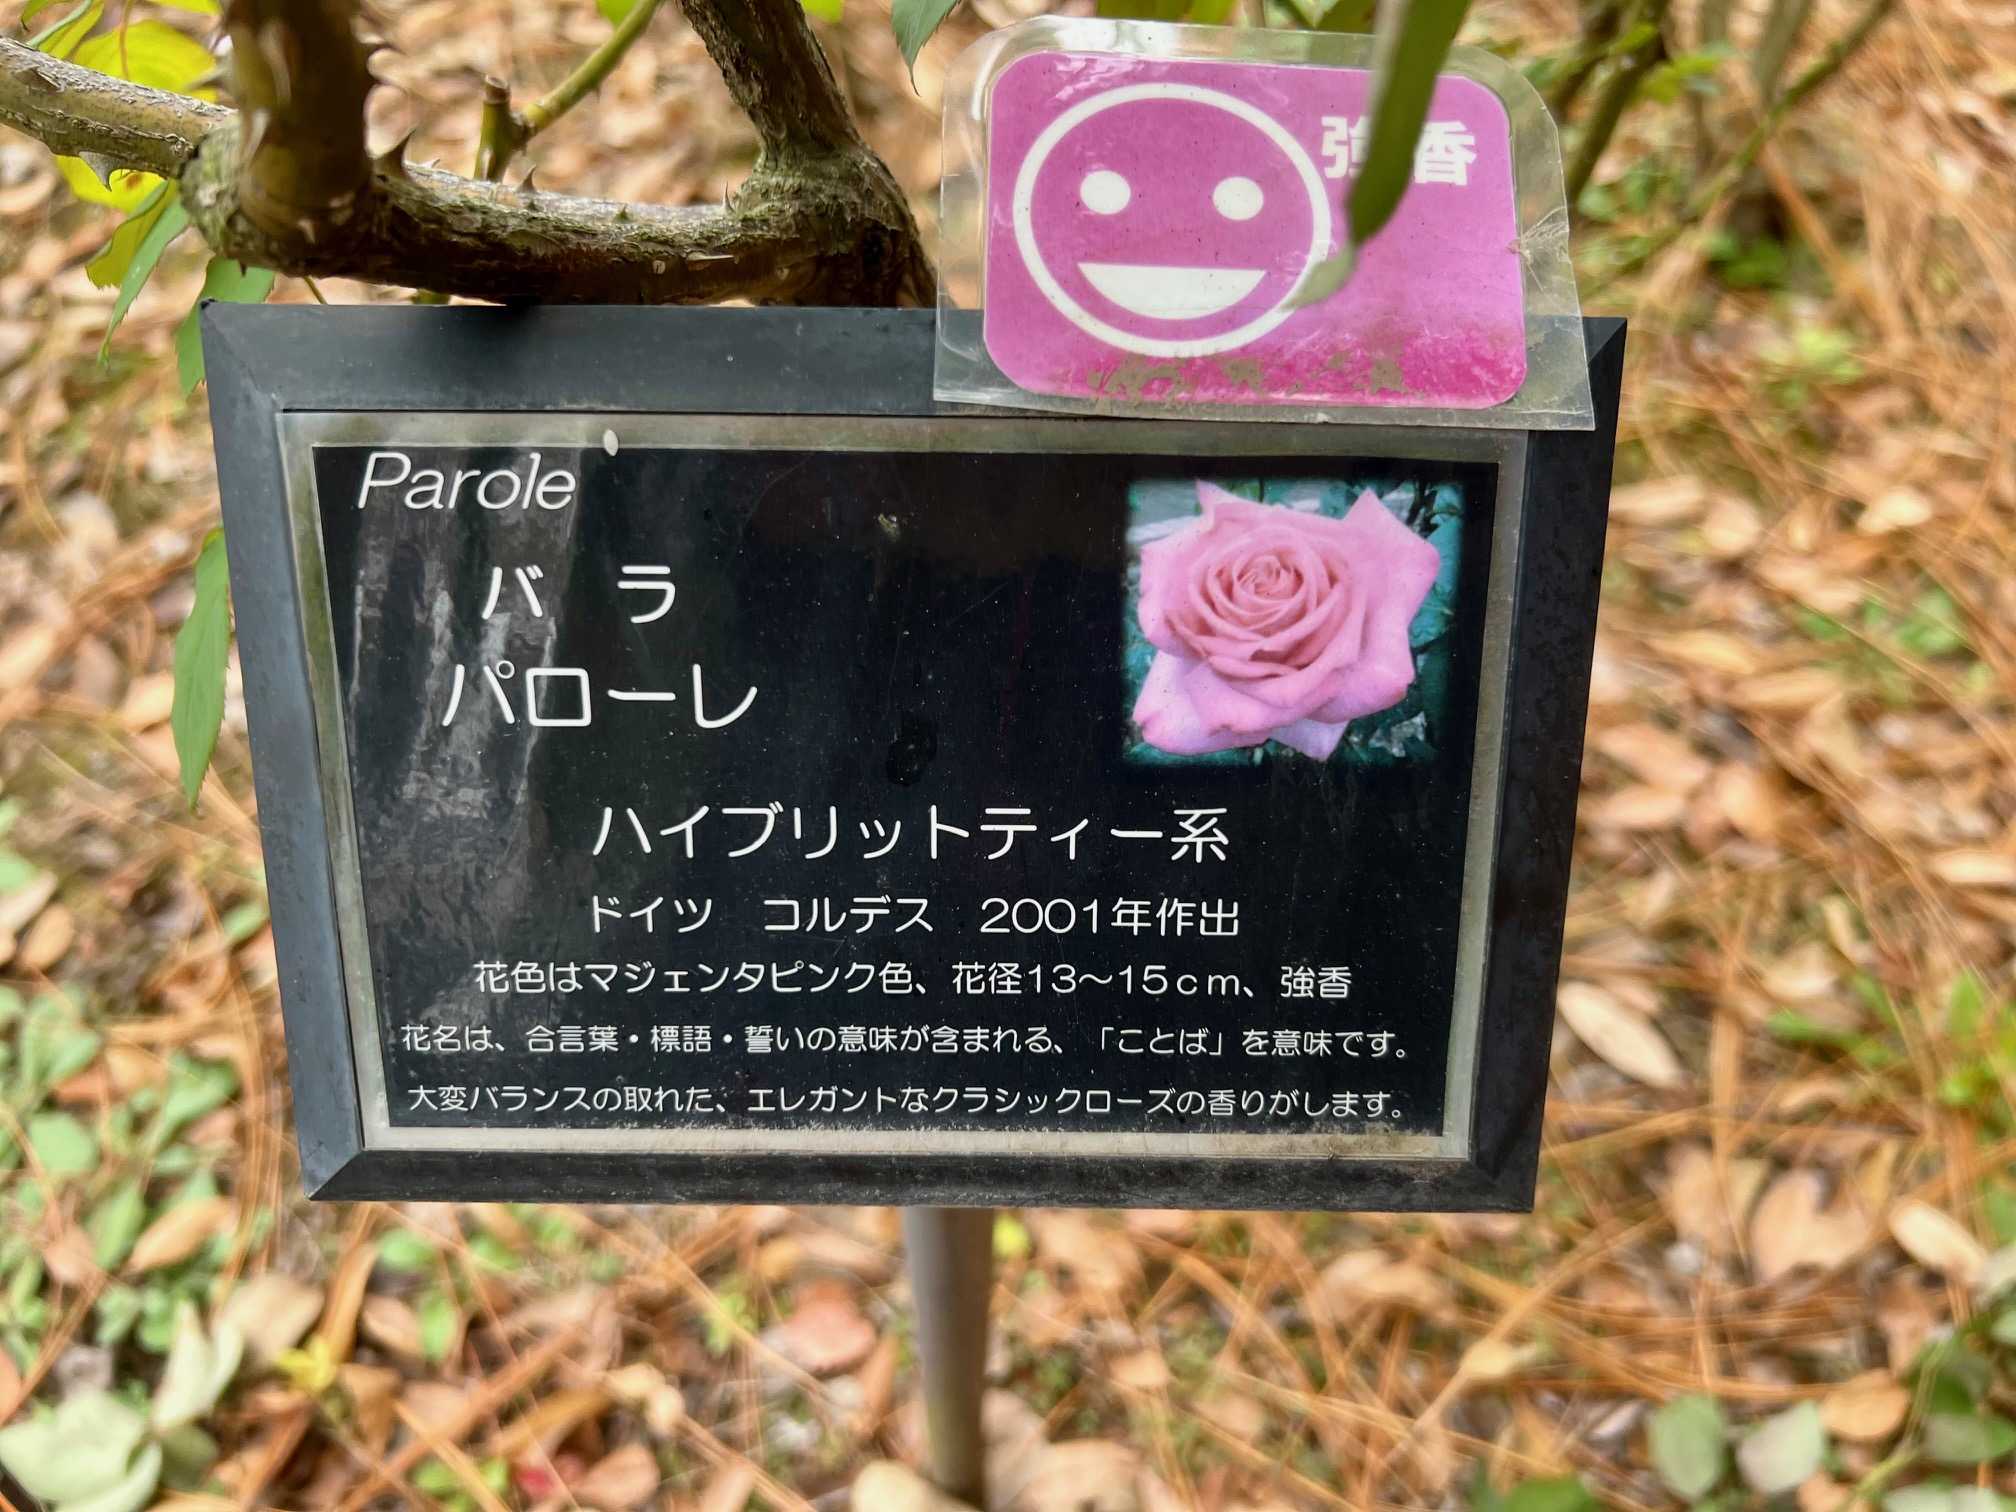 強香
Parole
バ　ラ
パローレ
ハイブリットティー系
ドイツ　コルデス　2001年作出
花色はマジェンタピンク色、花径13〜15cm、強香
花名は、合言葉・標語・誓いの意味が含まれる、「ことば」を意味です。
大変バランスの取れた、エレガントなクラシックローズの香りがします。